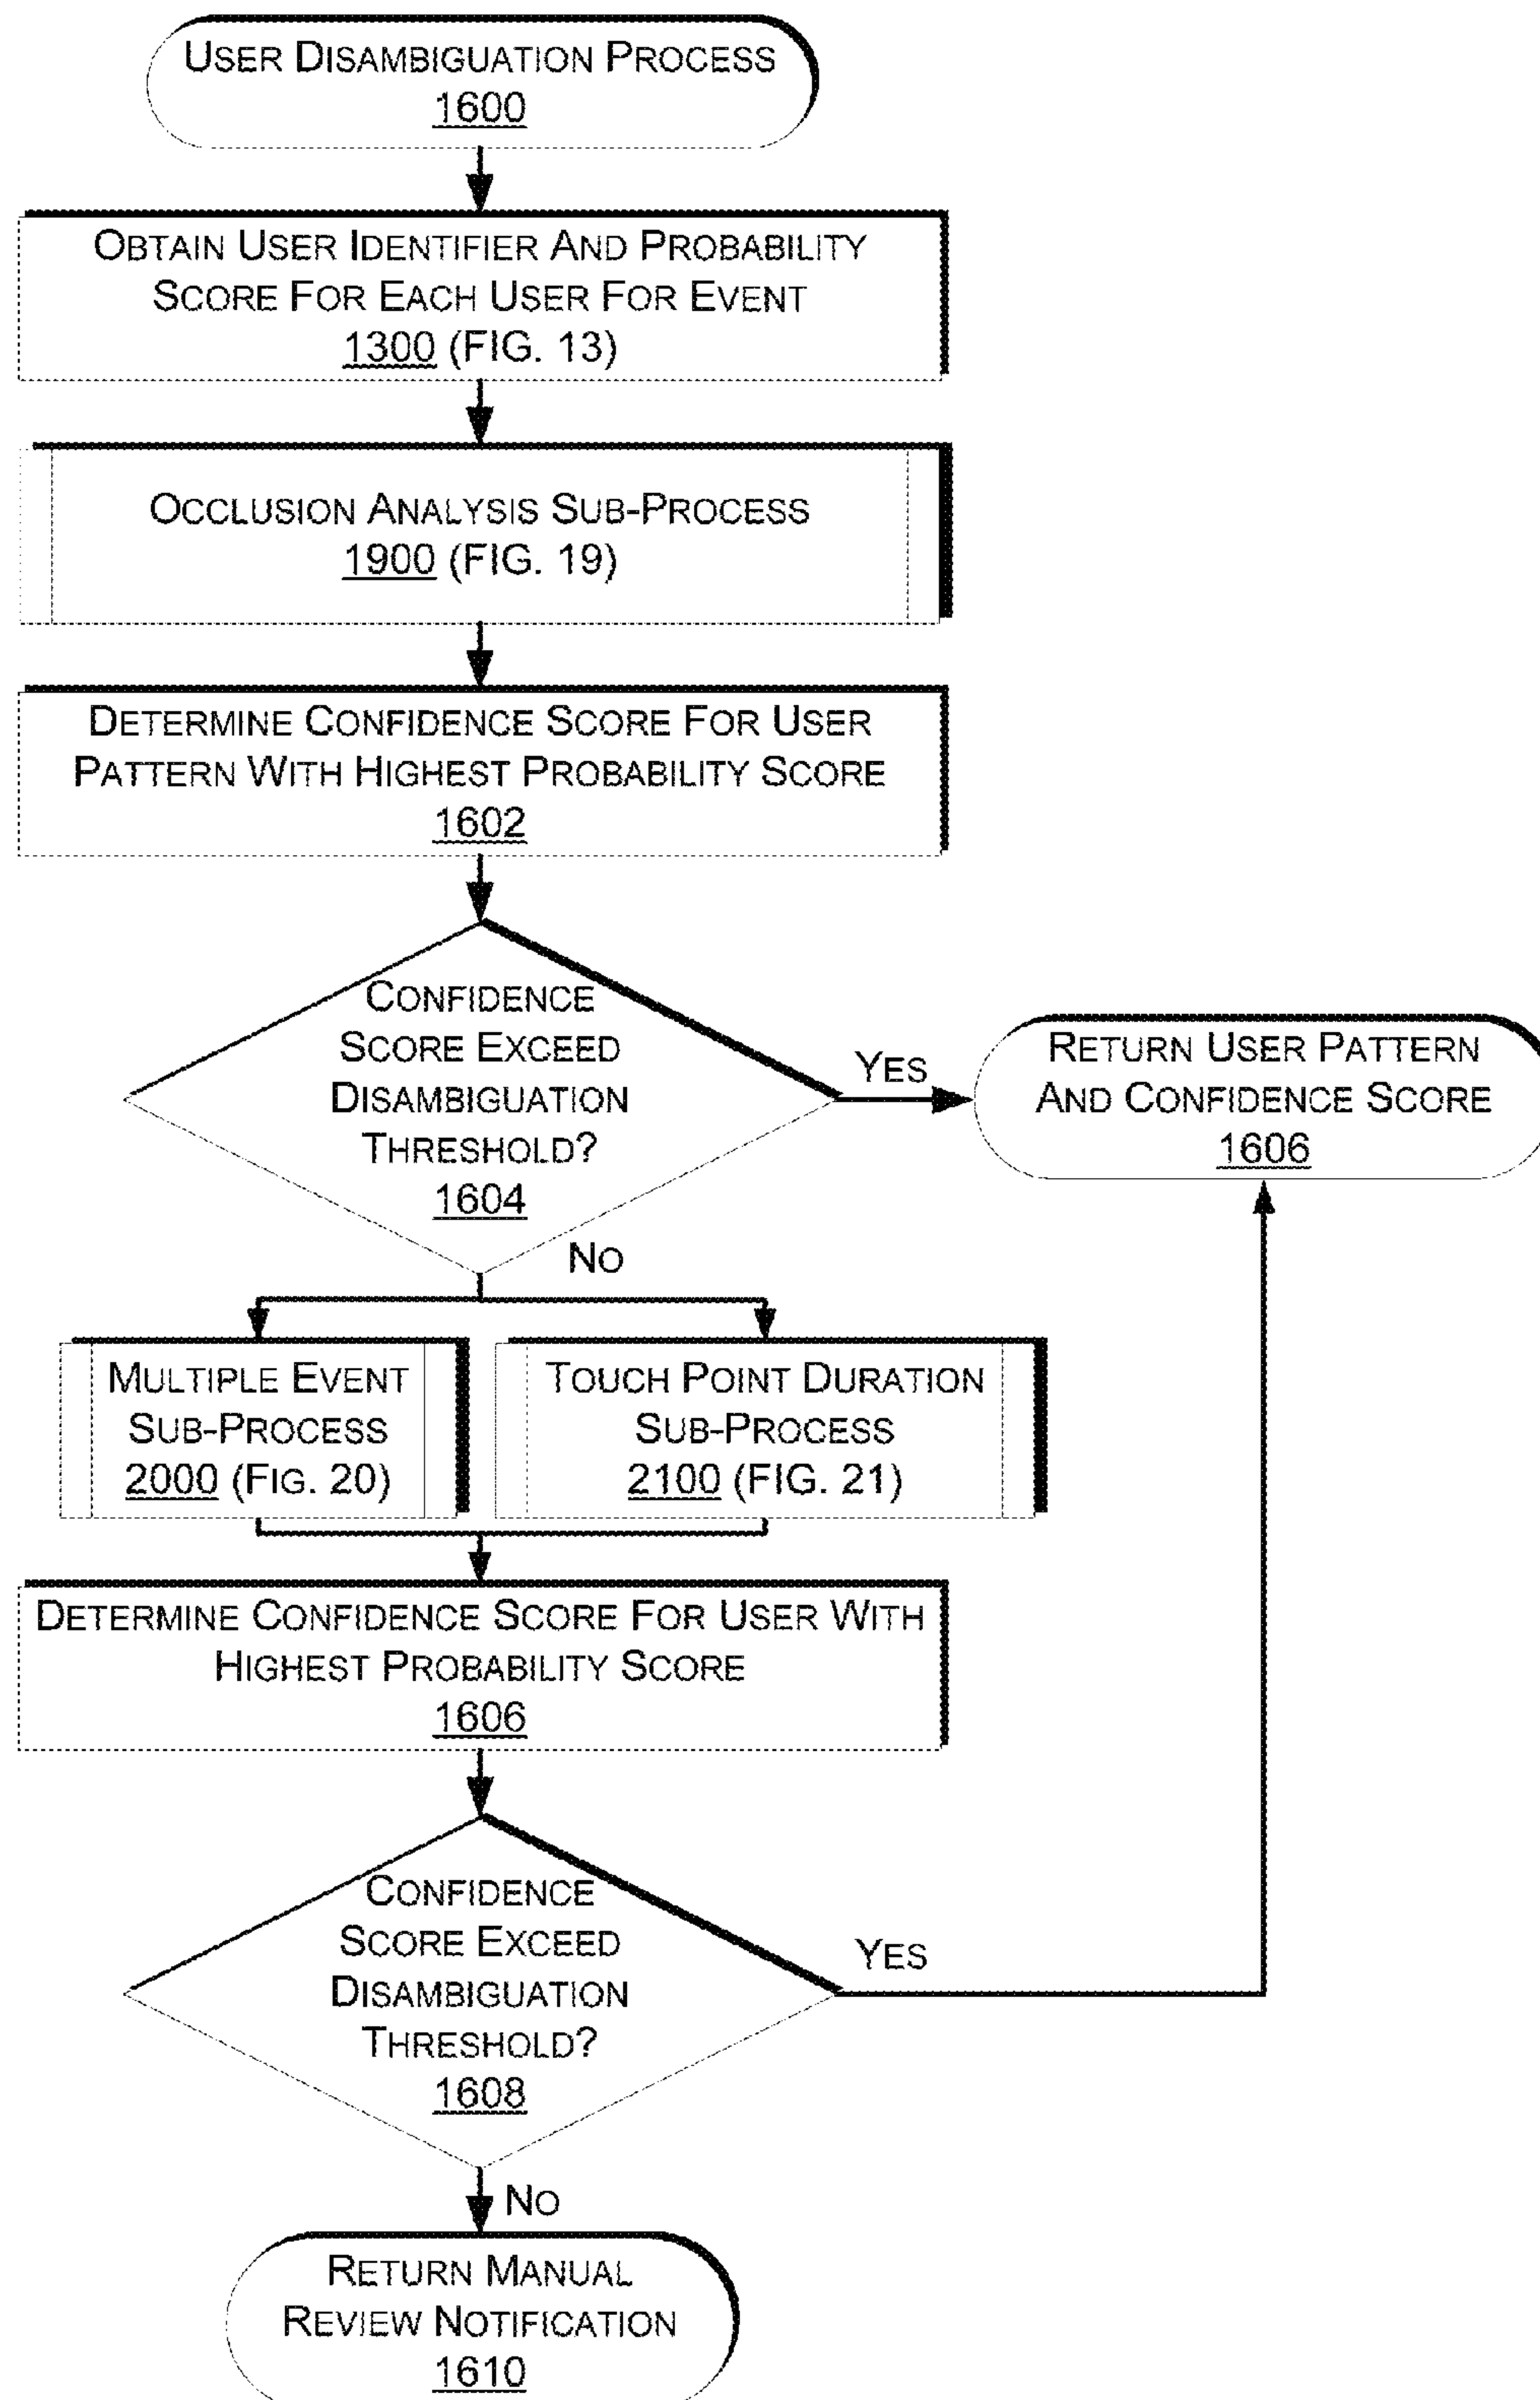 USER DISAMBIGUATION PROCESS
1600
OBTAIN USER IDENTIFIER AND PROBABILITY
SCORE FOR EACH USER FOR EVENT
1300 (FIG. 13)
OCCLUSION ANALYSIS SUB-PROCESS
1900 (FIG. 19)
DETERMINE CONFIDENCE SCORE FOR USER
PATTERN WITH HIGHEST PROBABILITY SCORE
1602
CONFIDENCE
SCORE EXCEED
DISAMBIGUATION
THRESHOLD?
1604
YES
RETURN USER PATTERN
AND CONFIDENCE SCORE
1606
NO
MULTIPLE EVENT
SUB-PROCESS
2000 (FIG. 20)
TOUCH POINT DURATION
SUB-PROCESS
2100 (FIG. 21)
DETERMINE CONFIDENCE SCORE FOR USER WITH
HIGHEST PROBABILITY SCORE
1606
CONFIDENCE
SCORE EXCEED
DISAMBIGUATION
THRESHOLD?
1608
YES
NO
RETURN MANUAL
REVIEW NOTIFICATION
1610